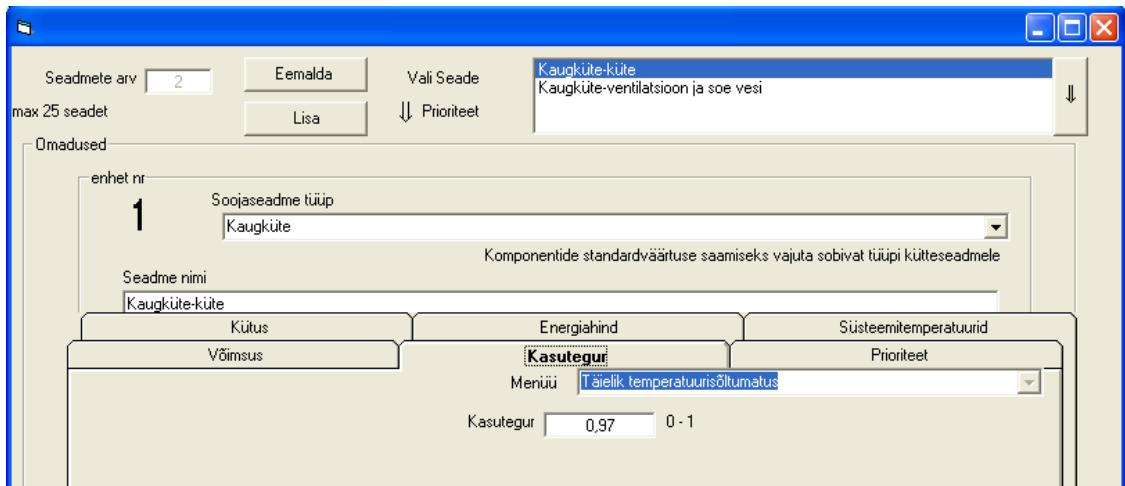 Seadmete arv 2 Eemalda Vali Seade Kaugküte-küte
Kaugküte-ventilatsioon ja soe vesi
max 25 seadet Lisa ⇓ Prioriteet ⇓
Omadused
enhet nr
1 Soojaseadme tüüp
Kaugküte
Komponentide standardväärtuse saamiseks vajuta sobivat tüüpi kütteseadmele
Seadme nimi
Kaugküte-küte
Kütus Energiahind Süsteemitemperatuurid
Võimsus Kasutegur Prioriteet
Menüü Täielik temperatuurisõltumatus
Kasutegur 0,97 0 - 1